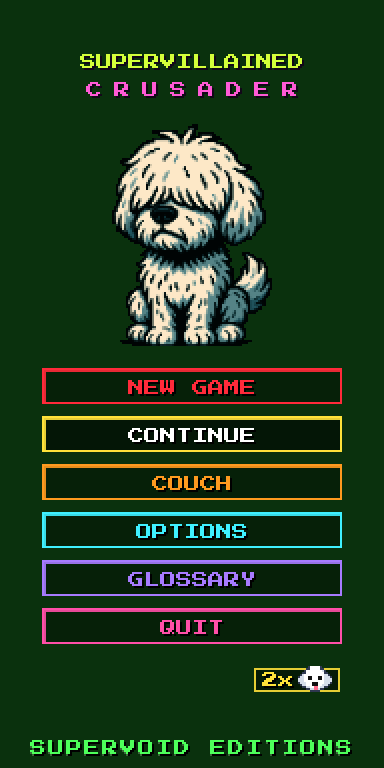 SUPERVILLAINED
CRUSADER
NEW GAME
CONTINUE
COUCH
OPTIONS
GLOSSARY
QUIT
2x
SUPERVOID EDITIONS